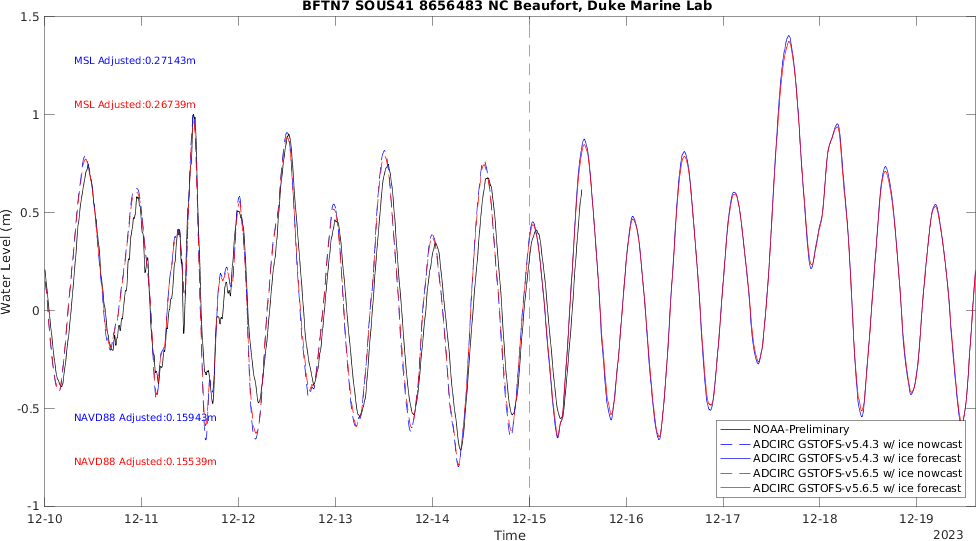 BFTN7 SOUS41 8656483 NC Beaufort, Duke Marine Lab
1.5
MSL Adjusted:0.27143m
MSL Adjusted:0.26739m
1
0.5
Water Level (m)
0
-0.5
NAVD88 Adjusted:0.15943m
NAVD88 Adjusted:0.15539m
-1
NOAA-Preliminary
ADCIRC GSTOFS-v5.4.3 w/ ice nowcast
ADCIRC GSTOFS-v5.4.3 w/ ice forecast
ADCIRC GSTOFS-v5.6.5 w/ ice nowcast
ADCIRC GSTOFS-v5.6.5 w/ ice forecast
12-10 12-11 12-12 12-13 12-14 12-15 12-16 12-17 12-18 12-19
Time
2023